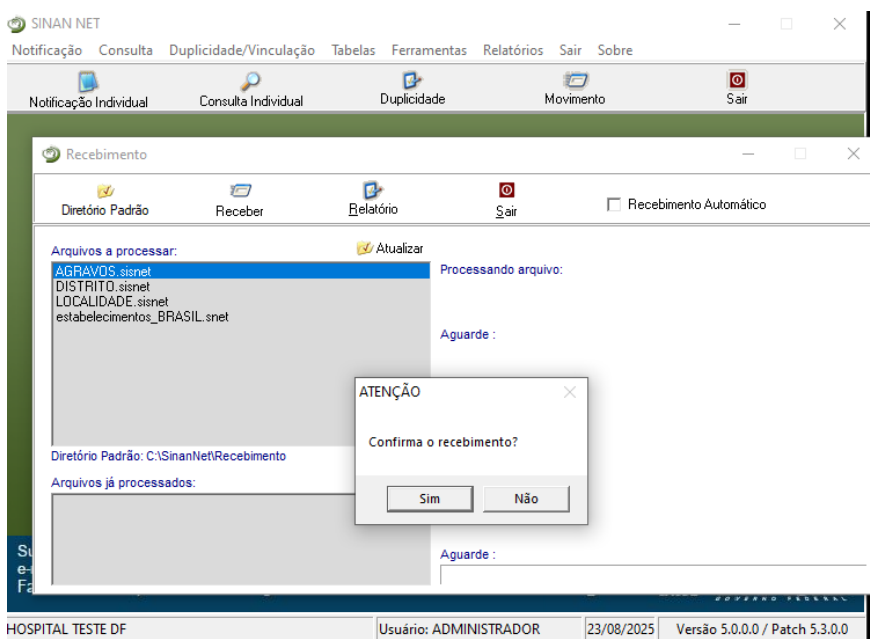 SINAN NET
Notificação Consulta Duplicidade/Vinculação Tabelas Ferramentas Relatórios Sair Sobre
Notificação Individual Consulta Individual Duplicidade Movimento Sair
Recebimento
Diretório Padrão Receber Relatório Sair Recebimento Automático
Arquivos a processar: Atualizar
AGRAVOS.sisnet
DISTRITO.sisnet
LOCALIDADE.sisnet
estabelecimentos_BRASIL.snet
Processando arquivo:
Aguarde :
ATENÇÃO
Confirma o recebimento?
Sim Não
Diretório Padrão: C:\SinanNet\Recebimento
Arquivos já processados:
Aguarde :
HOSPITAL TESTE DF Usuário: ADMINISTRADOR 23/08/2025 Versão 5.0.0.0 / Patch 5.3.0.0